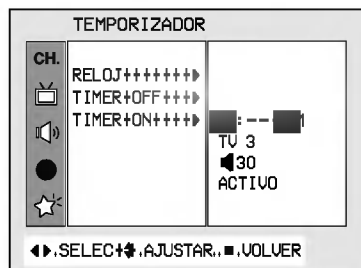 TEMPORIZADOR
CH.
RELOJ+++++++▶
TIMER+OFF+++▶
TIMER+ON++++▶
:--
TV 3
30
ACTIVO
◀▶,SELEC+,AJUSTAR,,■,VOLVER